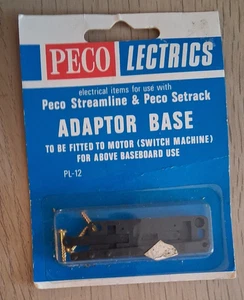 PECO LECTRICS
electrical items for use with
Peco Streamline & Peco Setrack
ADAPTOR BASE
TO BE FITTED TO MOTOR (SWITCH MACHINE)
FOR ABOVE BASEBOARD USE
PL-12